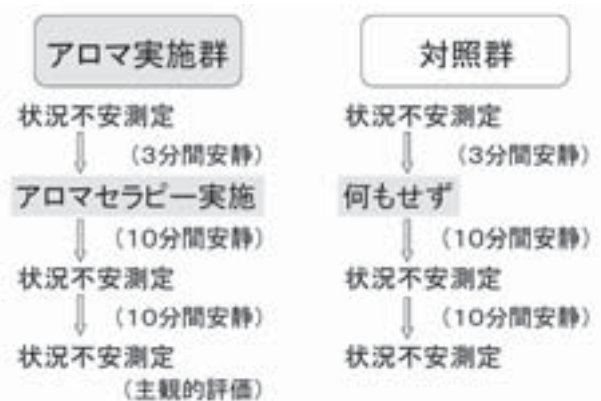 アロマ実施群
状況不安測定
(3分間安静)
アロマセラピー実施
(10分間安静)
状況不安測定
(10分間安静)
状況不安測定
(主観的評価)
対照群
状況不安測定
(3分間安静)
何もせず
(10分間安静)
状況不安測定
(10分間安静)
状況不安測定